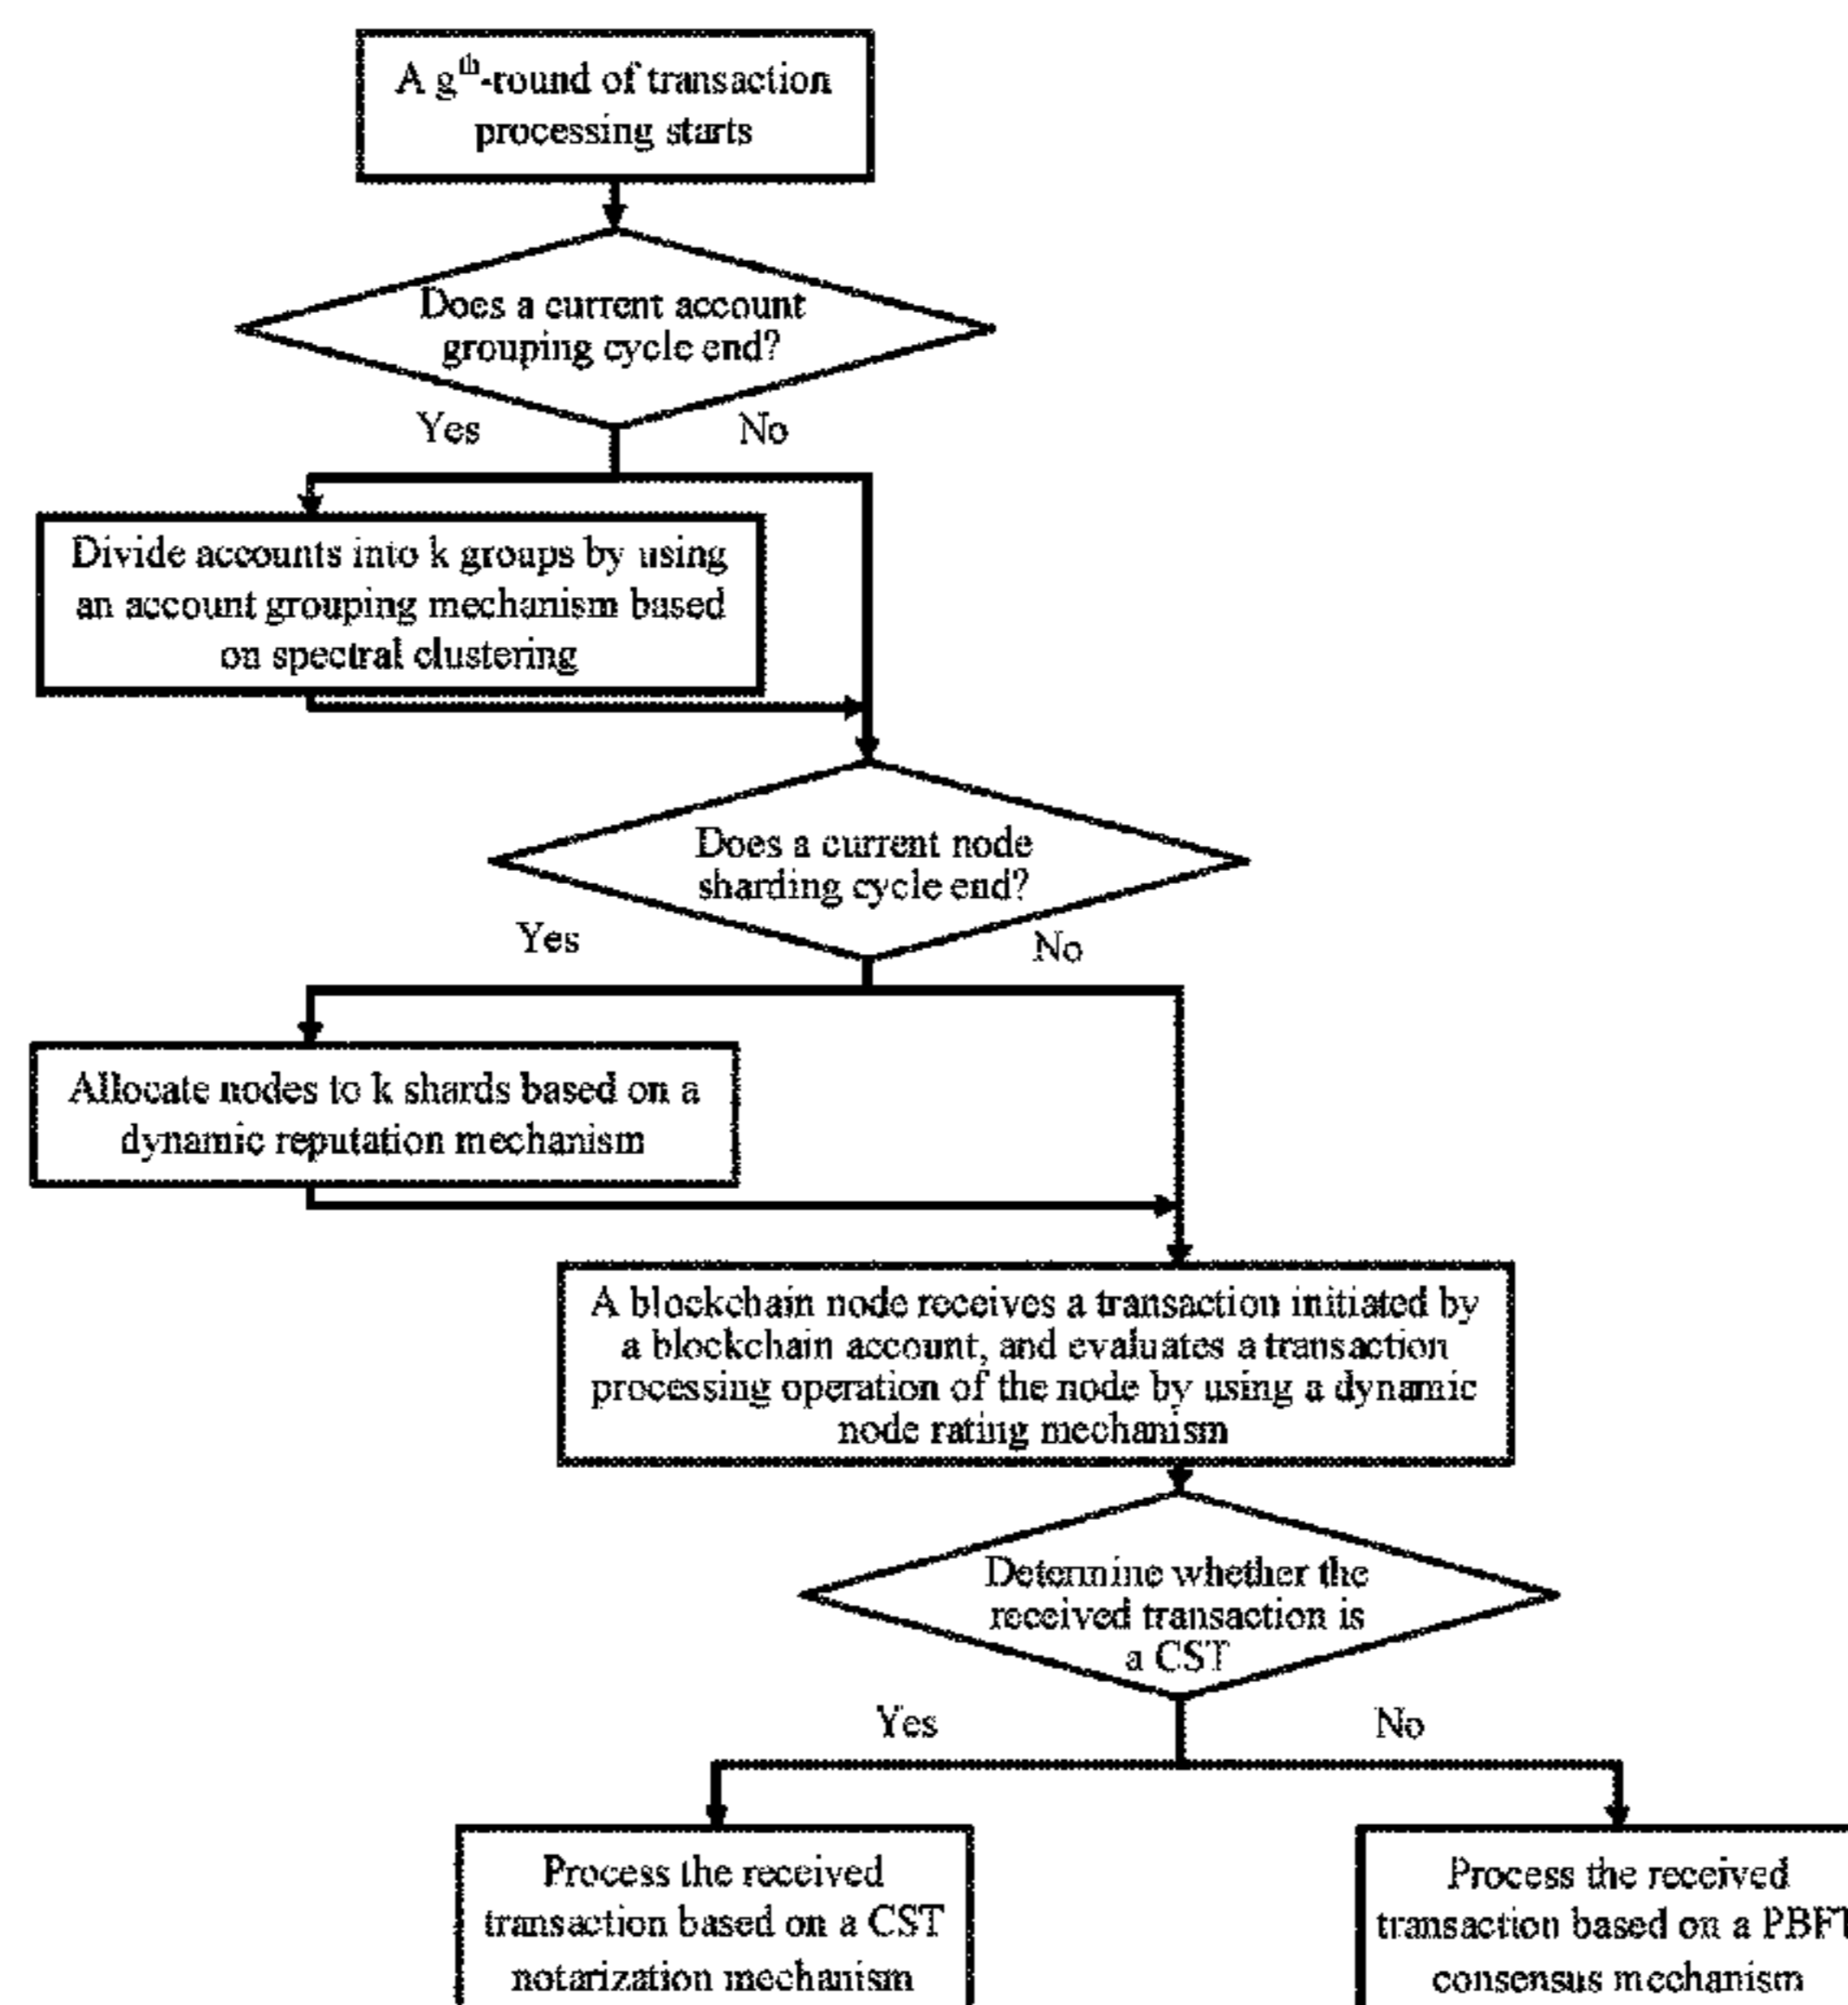 A gth-round of transaction
processing starts
Does a current account
grouping cycle end?
Yes
No
Divide accounts into k groups by using
an account grouping mechanism based
on spectral clustering
Does a current node
sharding cycle end?
Yes
No
Allocate nodes to k shards based on a
dynamic reputation mechanism
A blockchain node receives a transaction initiated by
a blockchain account, and evaluates a transaction
processing operation of the node by using a dynamic
node rating mechanism
Determine whether the
received transaction is
a CST
Yes
No
Process the received
transaction based on a CST
notarization mechanism
Process the received
transaction based on a PBFT
consensus mechanism